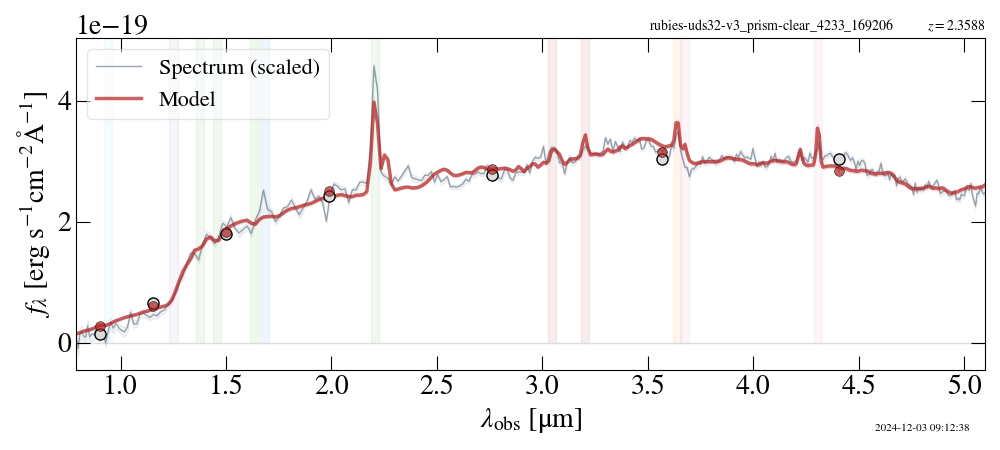 1e−19
rubies-uds32-v3_prism-clear_4233_169206 z = 2.3588
Spectrum (scaled)
Model
f_λ [erg s⁻¹cm⁻²Å⁻¹]
4
2
0
1.0 1.5 2.0 2.5 3.0 3.5 4.0 4.5 5.0
λ_obs [μm]
2024-12-03 09:12:38